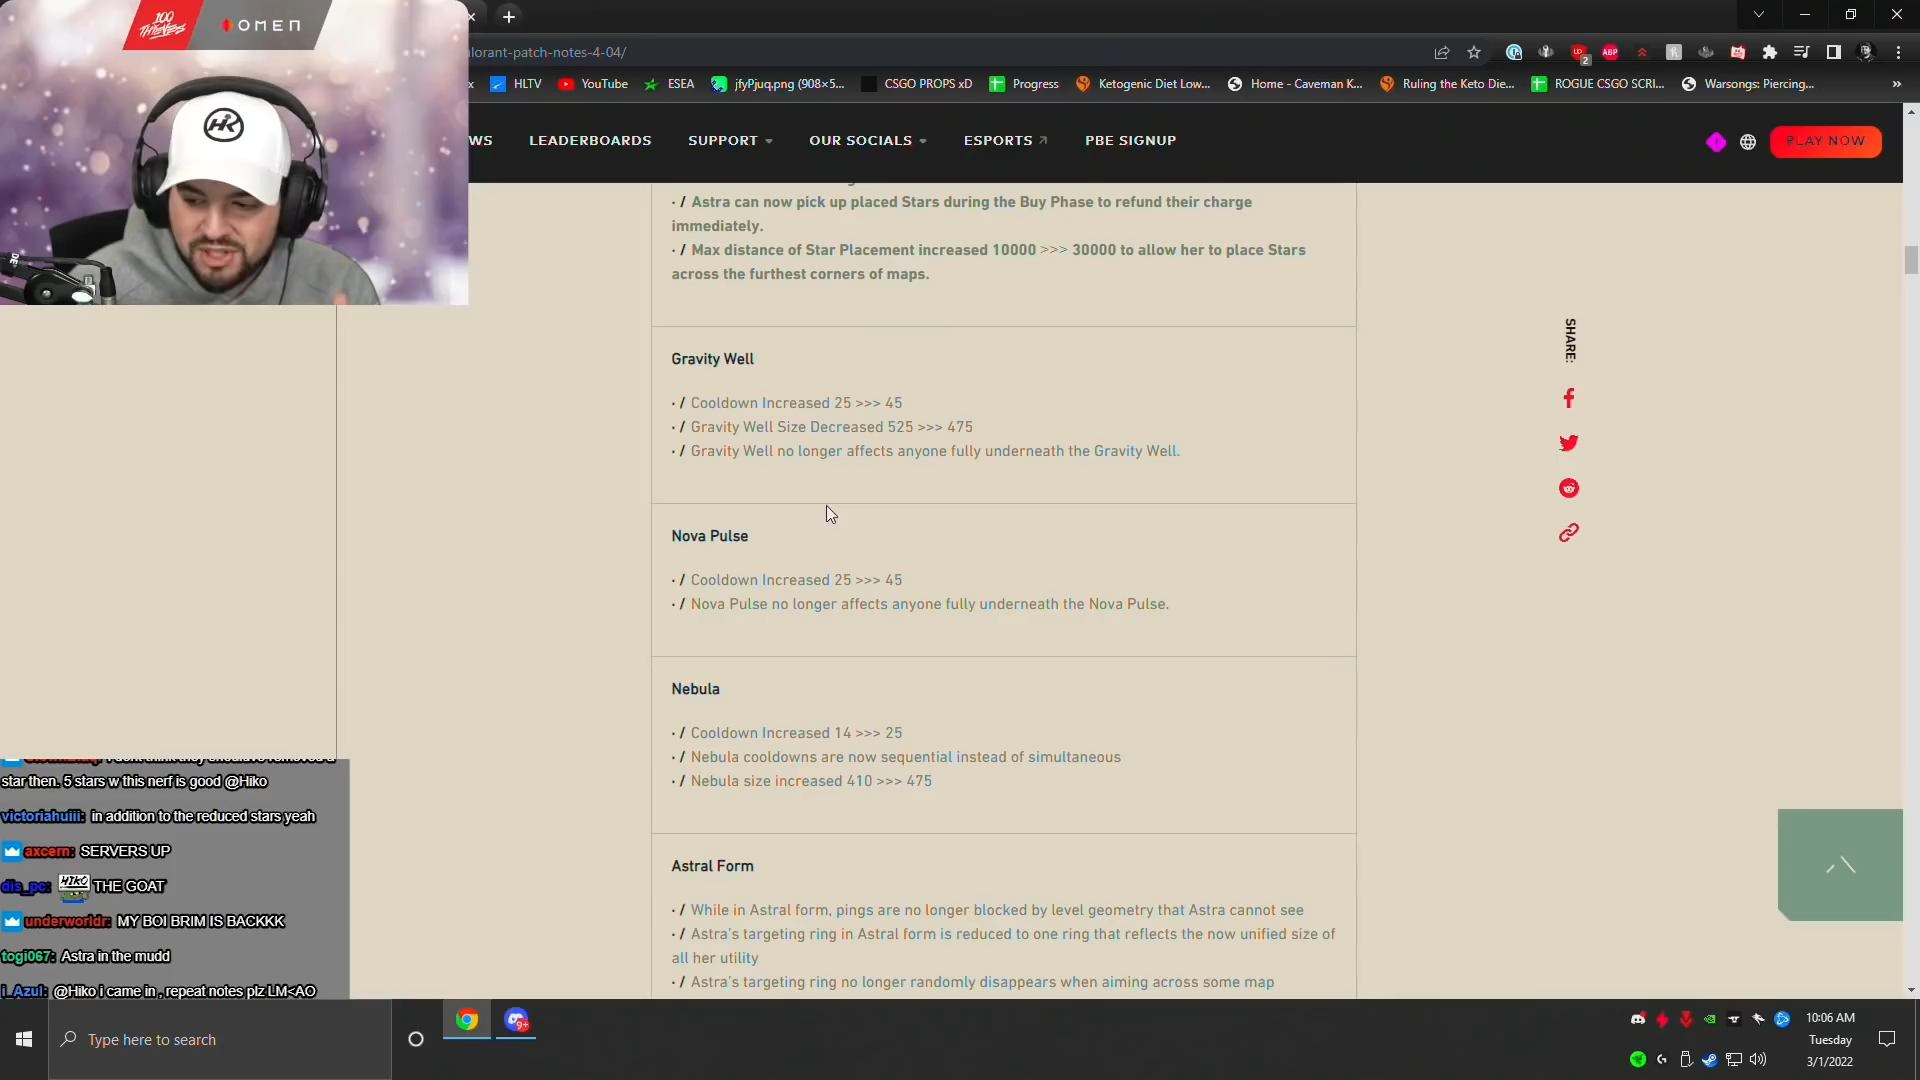 100
THIEVES
OMEN
lorant-patch-notes-4-04/
HLTV
YouTube
ESEA
jfyPjuq.png (908×5...
CSGO PROPS xD
Progress
Ketogenic Diet Low...
Home - Caveman K...
Ruling the Keto Die...
ROGUE CSGO SCRI...
Warsongs: Piercing...
»
WS
LEADERBOARDS
SUPPORT
OUR SOCIALS
ESPORTS
PBE SIGNUP
PLAY NOW
· / Astra can now pick up placed Stars during the Buy Phase to refund their charge
immediately.
· / Max distance of Star Placement increased 10000 >>> 30000 to allow her to place Stars
across the furthest corners of maps.
Gravity Well
· / Cooldown Increased 25 >>> 45
· / Gravity Well Size Decreased 525 >>> 475
· / Gravity Well no longer affects anyone fully underneath the Gravity Well.
Nova Pulse
· / Cooldown Increased 25 >>> 45
· / Nova Pulse no longer affects anyone fully underneath the Nova Pulse.
Nebula
· / Cooldown Increased 14 >>> 25
· / Nebula cooldowns are now sequential instead of simultaneous
· / Nebula size increased 410 >>> 475
Astral Form
· / While in Astral form, pings are no longer blocked by level geometry that Astra cannot see
· / Astra's targeting ring in Astral form is reduced to one ring that reflects the now unified size of
all her utility
· / Astra's targeting ring no longer randomly disappears when aiming across some map
SHARE:
star then. 5 stars w this nerf is good @Hiko
victoriahuiii: in addition to the reduced stars yeah
axcern: SERVERS UP
dis_pc: HIKO THE GOAT
underworldr: MY BOI BRIM IS BACKKK
togi067: Astra in the mudd
i_Azul: @Hiko i came in , repeat notes plz LM<AO
Type here to search
9+
10:06 AM
Tuesday
3/1/2022
ABP
2
HK